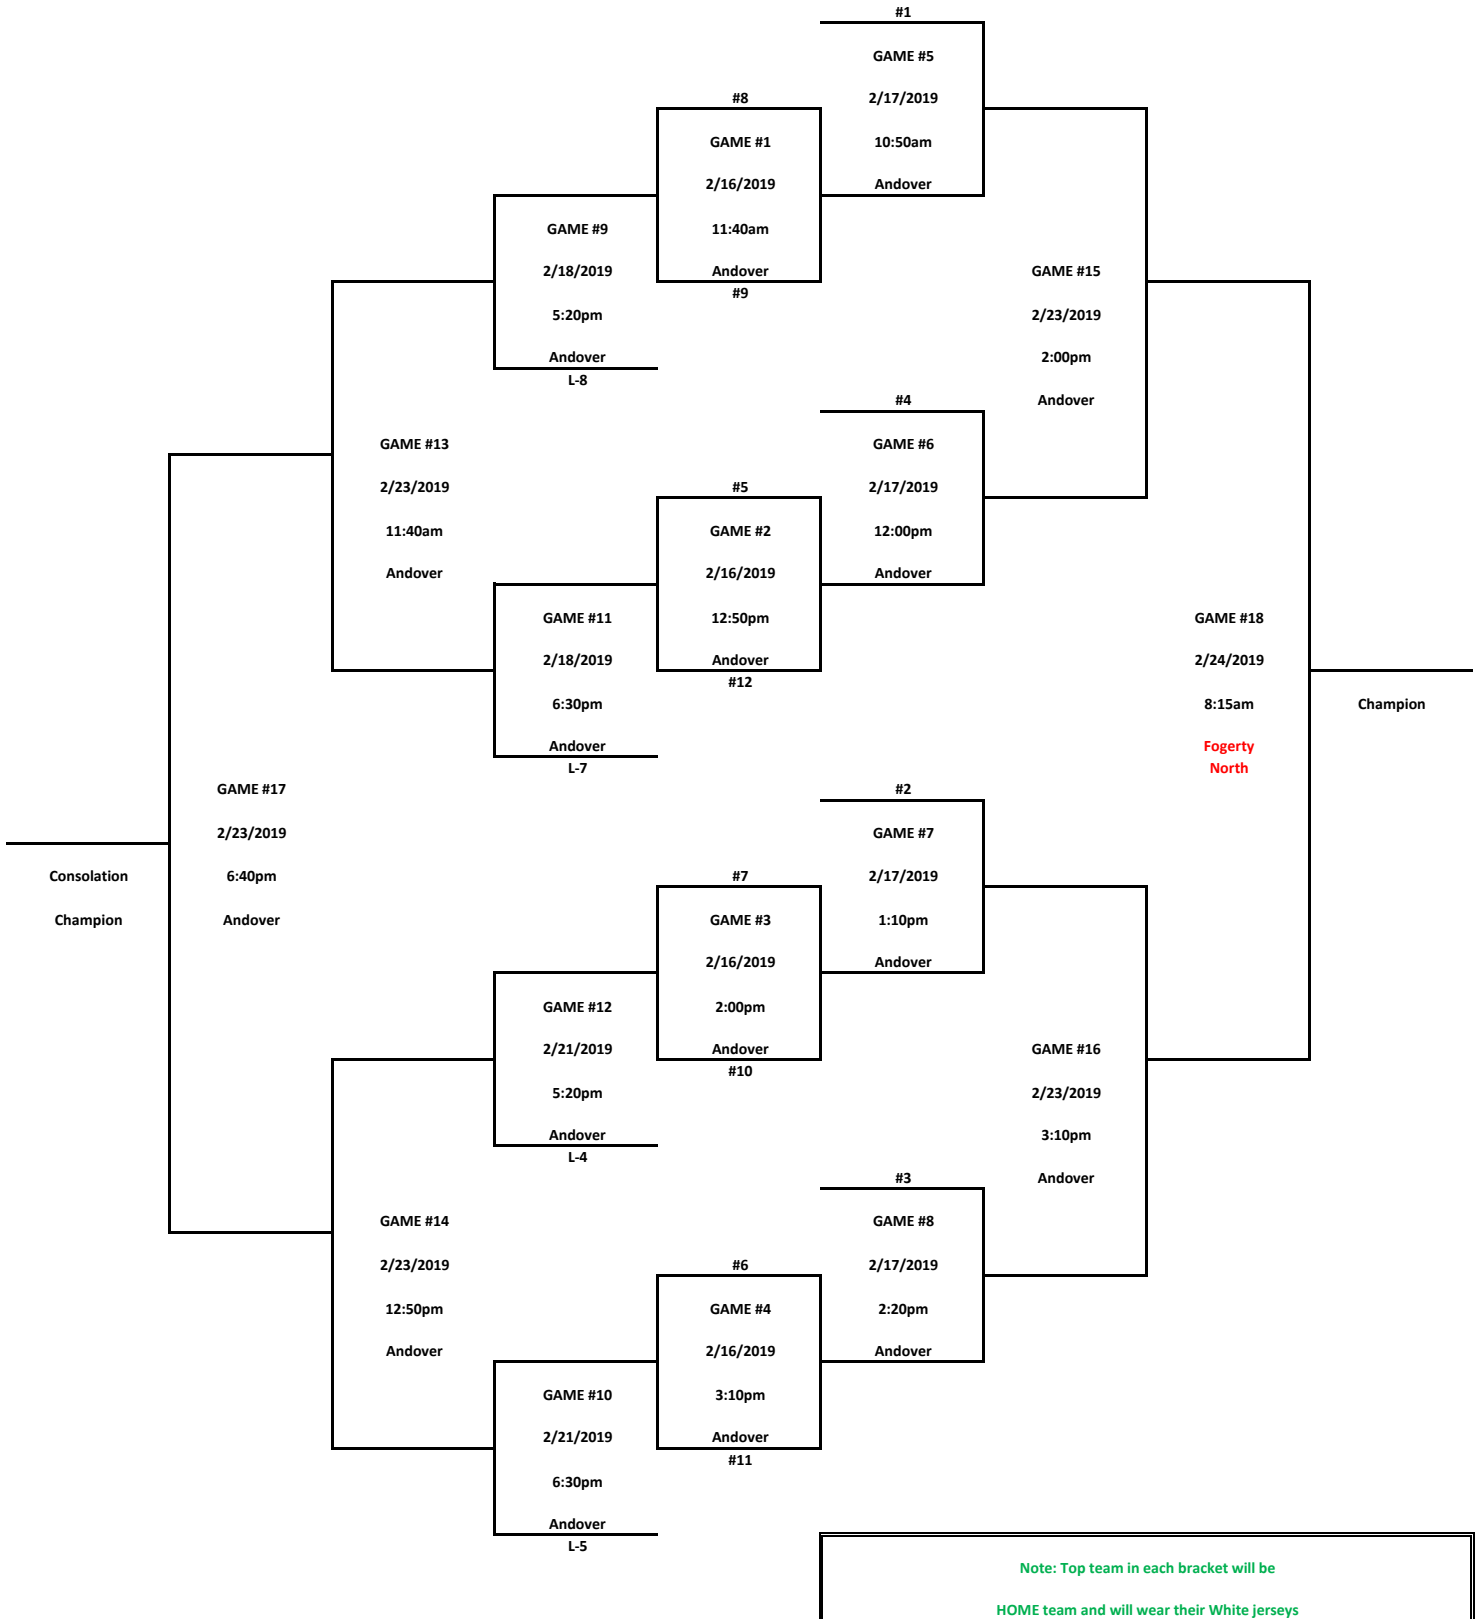 #1
GAME #5
2/17/2019
10:50am
Andover
#8
GAME #1
2/16/2019
11:40am
Andover
#9
GAME #9
2/18/2019
5:20pm
Andover
L-8
GAME #15
2/23/2019
2:00pm
Andover
#4
GAME #6
2/17/2019
12:00pm
Andover
GAME #13
2/23/2019
11:40am
Andover
#5
GAME #2
2/16/2019
12:50pm
Andover
#12
GAME #11
2/18/2019
6:30pm
Andover
L-7
GAME #18
2/24/2019
8:15am
Fogerty
North
Champion
GAME #17
2/23/2019
6:40pm
Andover
Consolation
Champion
#2
GAME #7
2/17/2019
1:10pm
Andover
#7
GAME #3
2/16/2019
2:00pm
Andover
#10
GAME #12
2/21/2019
5:20pm
Andover
L-4
GAME #16
2/23/2019
3:10pm
Andover
#3
GAME #8
2/17/2019
2:20pm
Andover
GAME #14
2/23/2019
12:50pm
Andover
#6
GAME #4
2/16/2019
3:10pm
Andover
#11
GAME #10
2/21/2019
6:30pm
Andover
L-5
Note: Top team in each bracket will be
HOME team and will wear their White jerseys